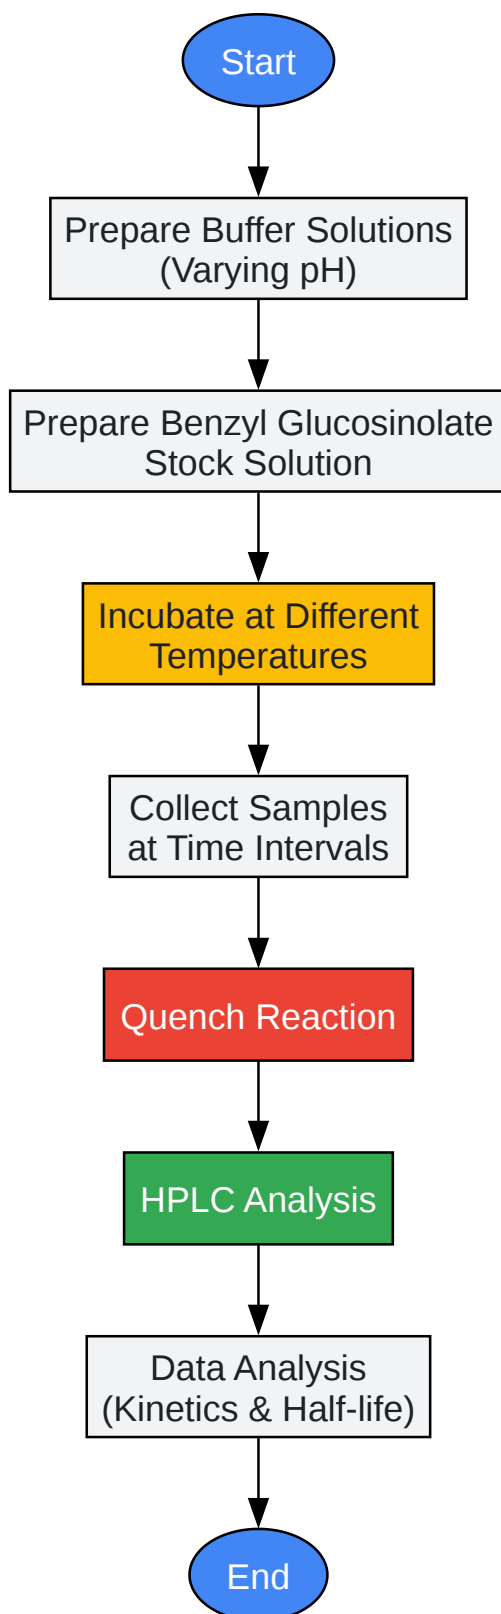 Start
Prepare Buffer Solutions
(Varying pH)
Prepare Benzyl Glucosinolate
Stock Solution
Incubate at Different
Temperatures
Collect Samples
at Time Intervals
Quench Reaction
HPLC Analysis
Data Analysis
(Kinetics & Half-life)
End